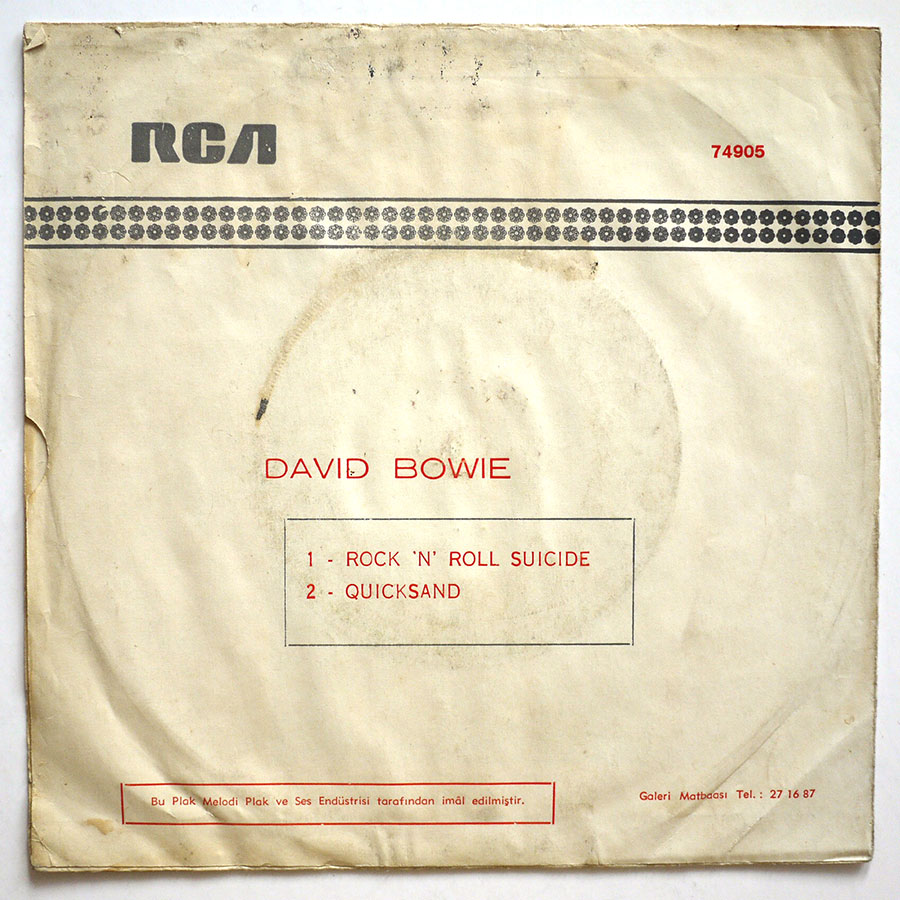 RCA
74905
DAVID BOWIE
1 - ROCK 'N' ROLL SUICIDE
2 - QUICKSAND
Bu Plak Melodi Plak ve Ses Endüstrisi tarafından imâl edilmiştir.
Galeri Matbaası Tel. : 27 16 87